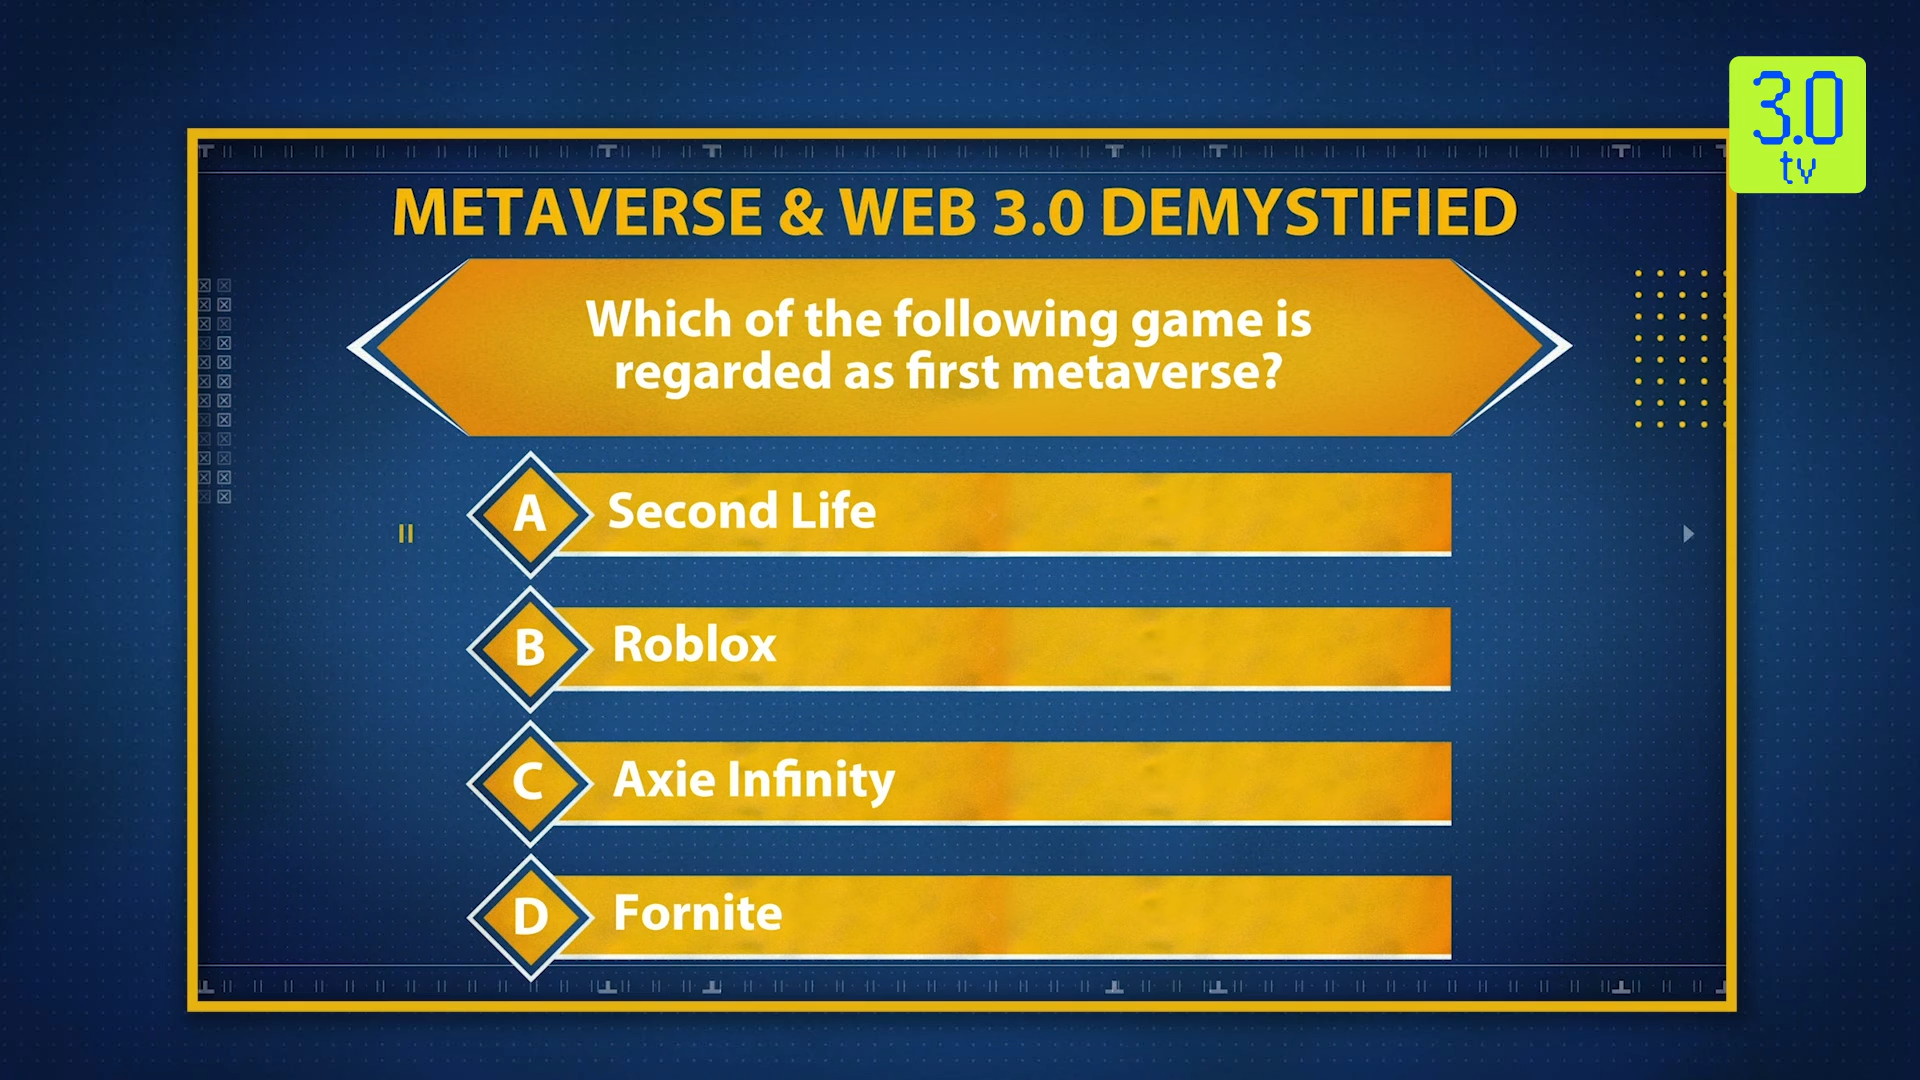 3.0
tv
METAVERSE & WEB 3.0 DEMYSTIFIED
Which of the following game is
regarded as first metaverse?
A Second Life
B Roblox
C Axie Infinity
D Fornite